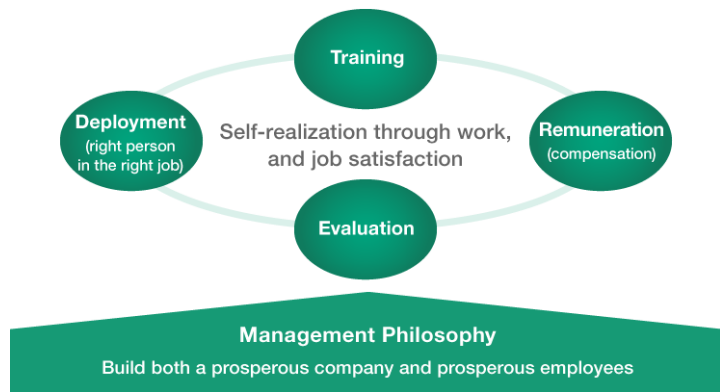 Training
Deployment
(right person
in the right job)
Self-realization through work,
and job satisfaction
Remuneration
(compensation)
Evaluation
Management Philosophy
Build both a prosperous company and prosperous employees